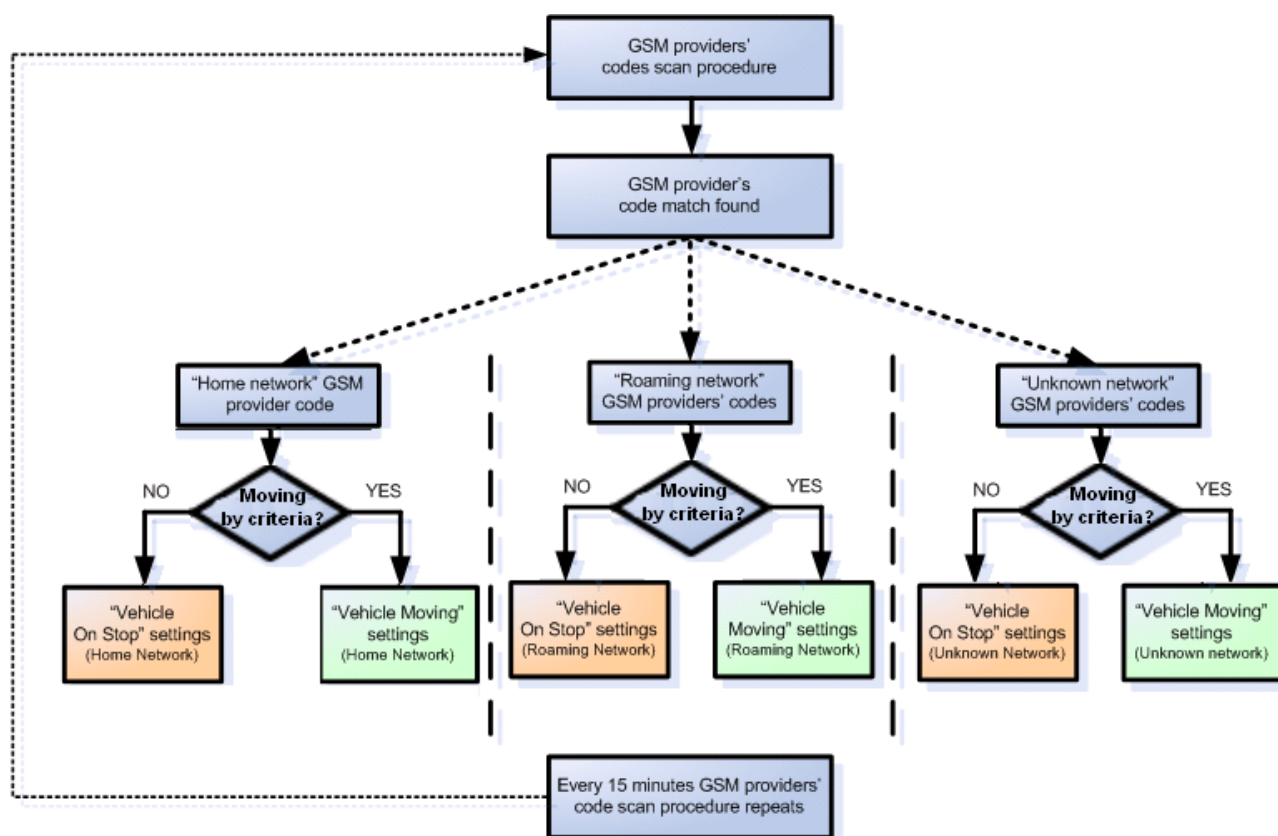 GSM providers'
codes scan procedure
GSM provider's
code match found
"Home network" GSM
provider code
"Roaming network"
GSM providers' codes
"Unknown network"
GSM providers' codes
NO
Moving
by criteria?
YES
NO
Moving
by criteria?
YES
NO
Moving
by criteria?
YES
"Vehicle
On Stop" settings
(Home Network)
"Vehicle Moving"
settings
(Home Network)
"Vehicle
On Stop" settings
(Roaming Network)
"Vehicle
Moving" settings
(Roaming Network)
"Vehicle
On Stop" settings
(Unknown Network)
"Vehicle Moving"
settings
(Unknown network)
Every 15 minutes GSM providers'
code scan procedure repeats